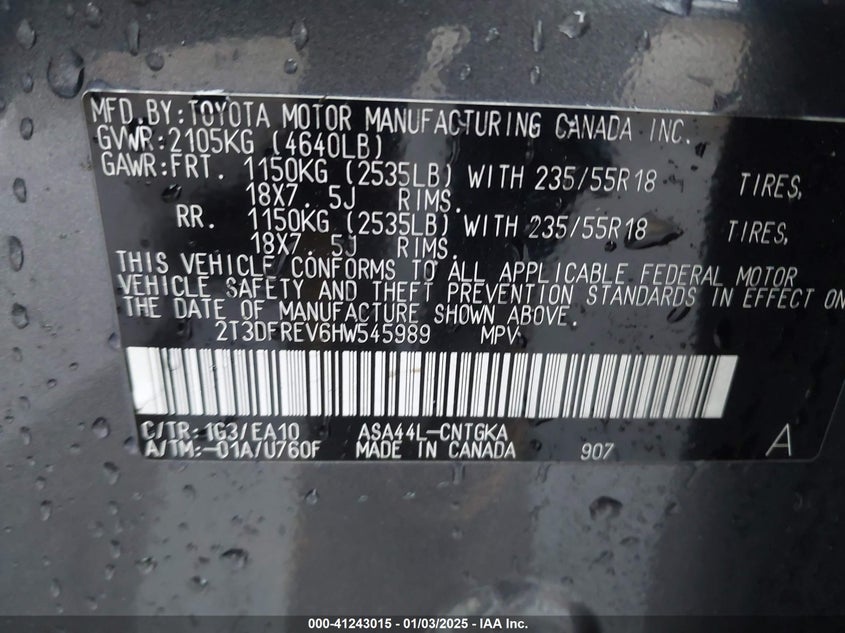 MFD.BY:TOYOTA MOTOR MANUFACTURING CANADA INC.
GVWR:2105KG (4640LB)
GAWR:FRT. 1150KG (2535LB) WITH 235/55R18 TIRES,
18X7. 5J RIMS.
RR. 1150KG (2535LB) WITH 235/55R18 TIRES,
18X7. 5J RIMS.
THIS VEHICLE CONFORMS TO ALL APPLICABLE FEDERAL MOTOR
VEHICLE SAFETY AND THEFT PREVENTION STANDARDS IN EFFECT ON
THE DATE OF MANUFACTURE SHOWN ABOVE.
2T3DFREV6HW545989 MPV
C/TR:1G3/EA10 ASA44L-CNTGKA
A/TM:-01A/U760F MADE IN CANADA 907 A
000-41243015 - 01/03/2025 - IAA Inc.